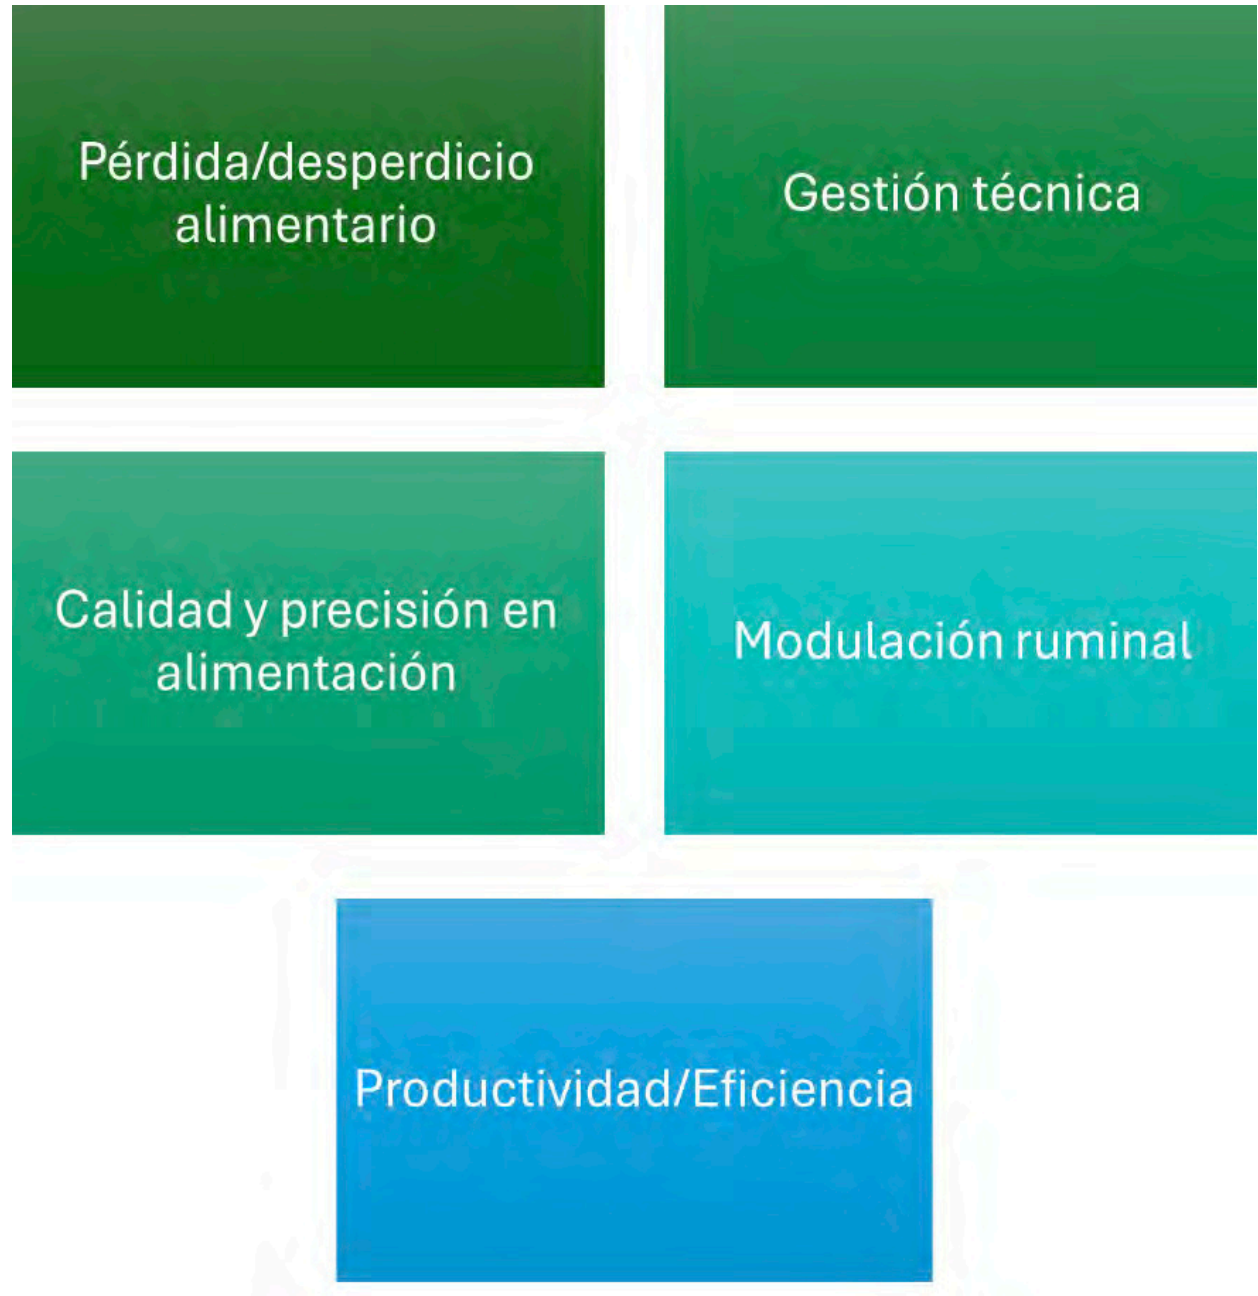 Pérdida/desperdicio
alimentario
Gestión técnica
Calidad y precisión en
alimentación
Modulación ruminal
Productividad/Eficiencia